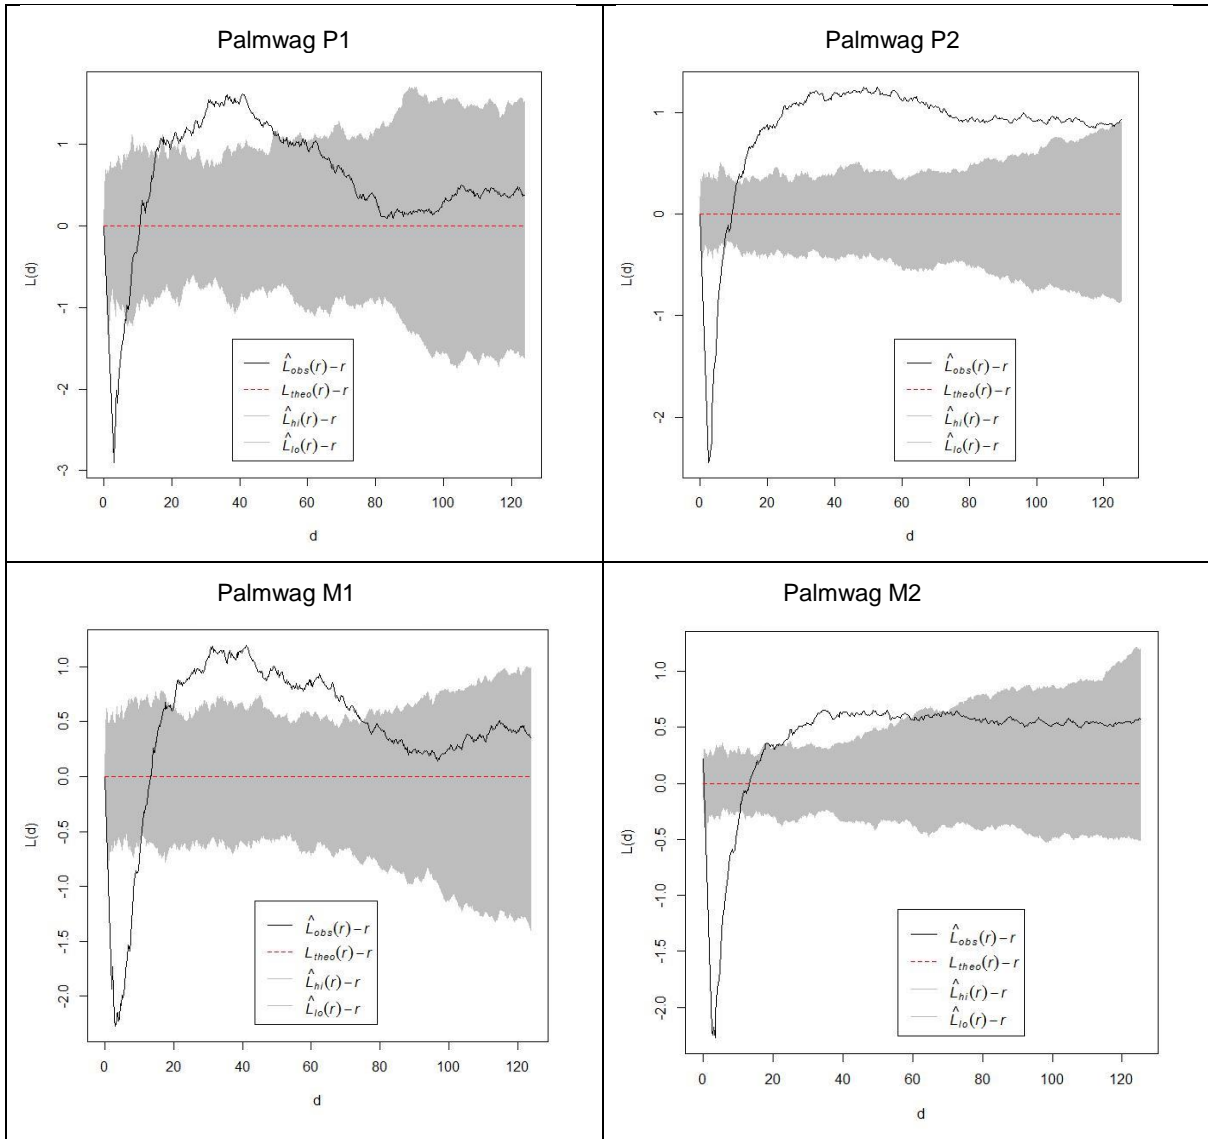 Palmwag P1
L(d)
1
0
-1
-2
-3
0 20 40 60 80 100 120
d
L̂obs(r)−r
Ltheo(r)−r
L̂hi(r)−r
L̂lo(r)−r
Palmwag P2
L(d)
1
0
-1
-2
0 20 40 60 80 100 120
d
L̂obs(r)−r
Ltheo(r)−r
L̂hi(r)−r
L̂lo(r)−r
Palmwag M1
L(d)
1.0
0.5
0.0
-0.5
-1.0
-1.5
-2.0
0 20 40 60 80 100 120
d
L̂obs(r)−r
Ltheo(r)−r
L̂hi(r)−r
L̂lo(r)−r
Palmwag M2
L(d)
1.0
0.5
0.0
-0.5
-1.0
-1.5
-2.0
0 20 40 60 80 100 120
d
L̂obs(r)−r
Ltheo(r)−r
L̂hi(r)−r
L̂lo(r)−r